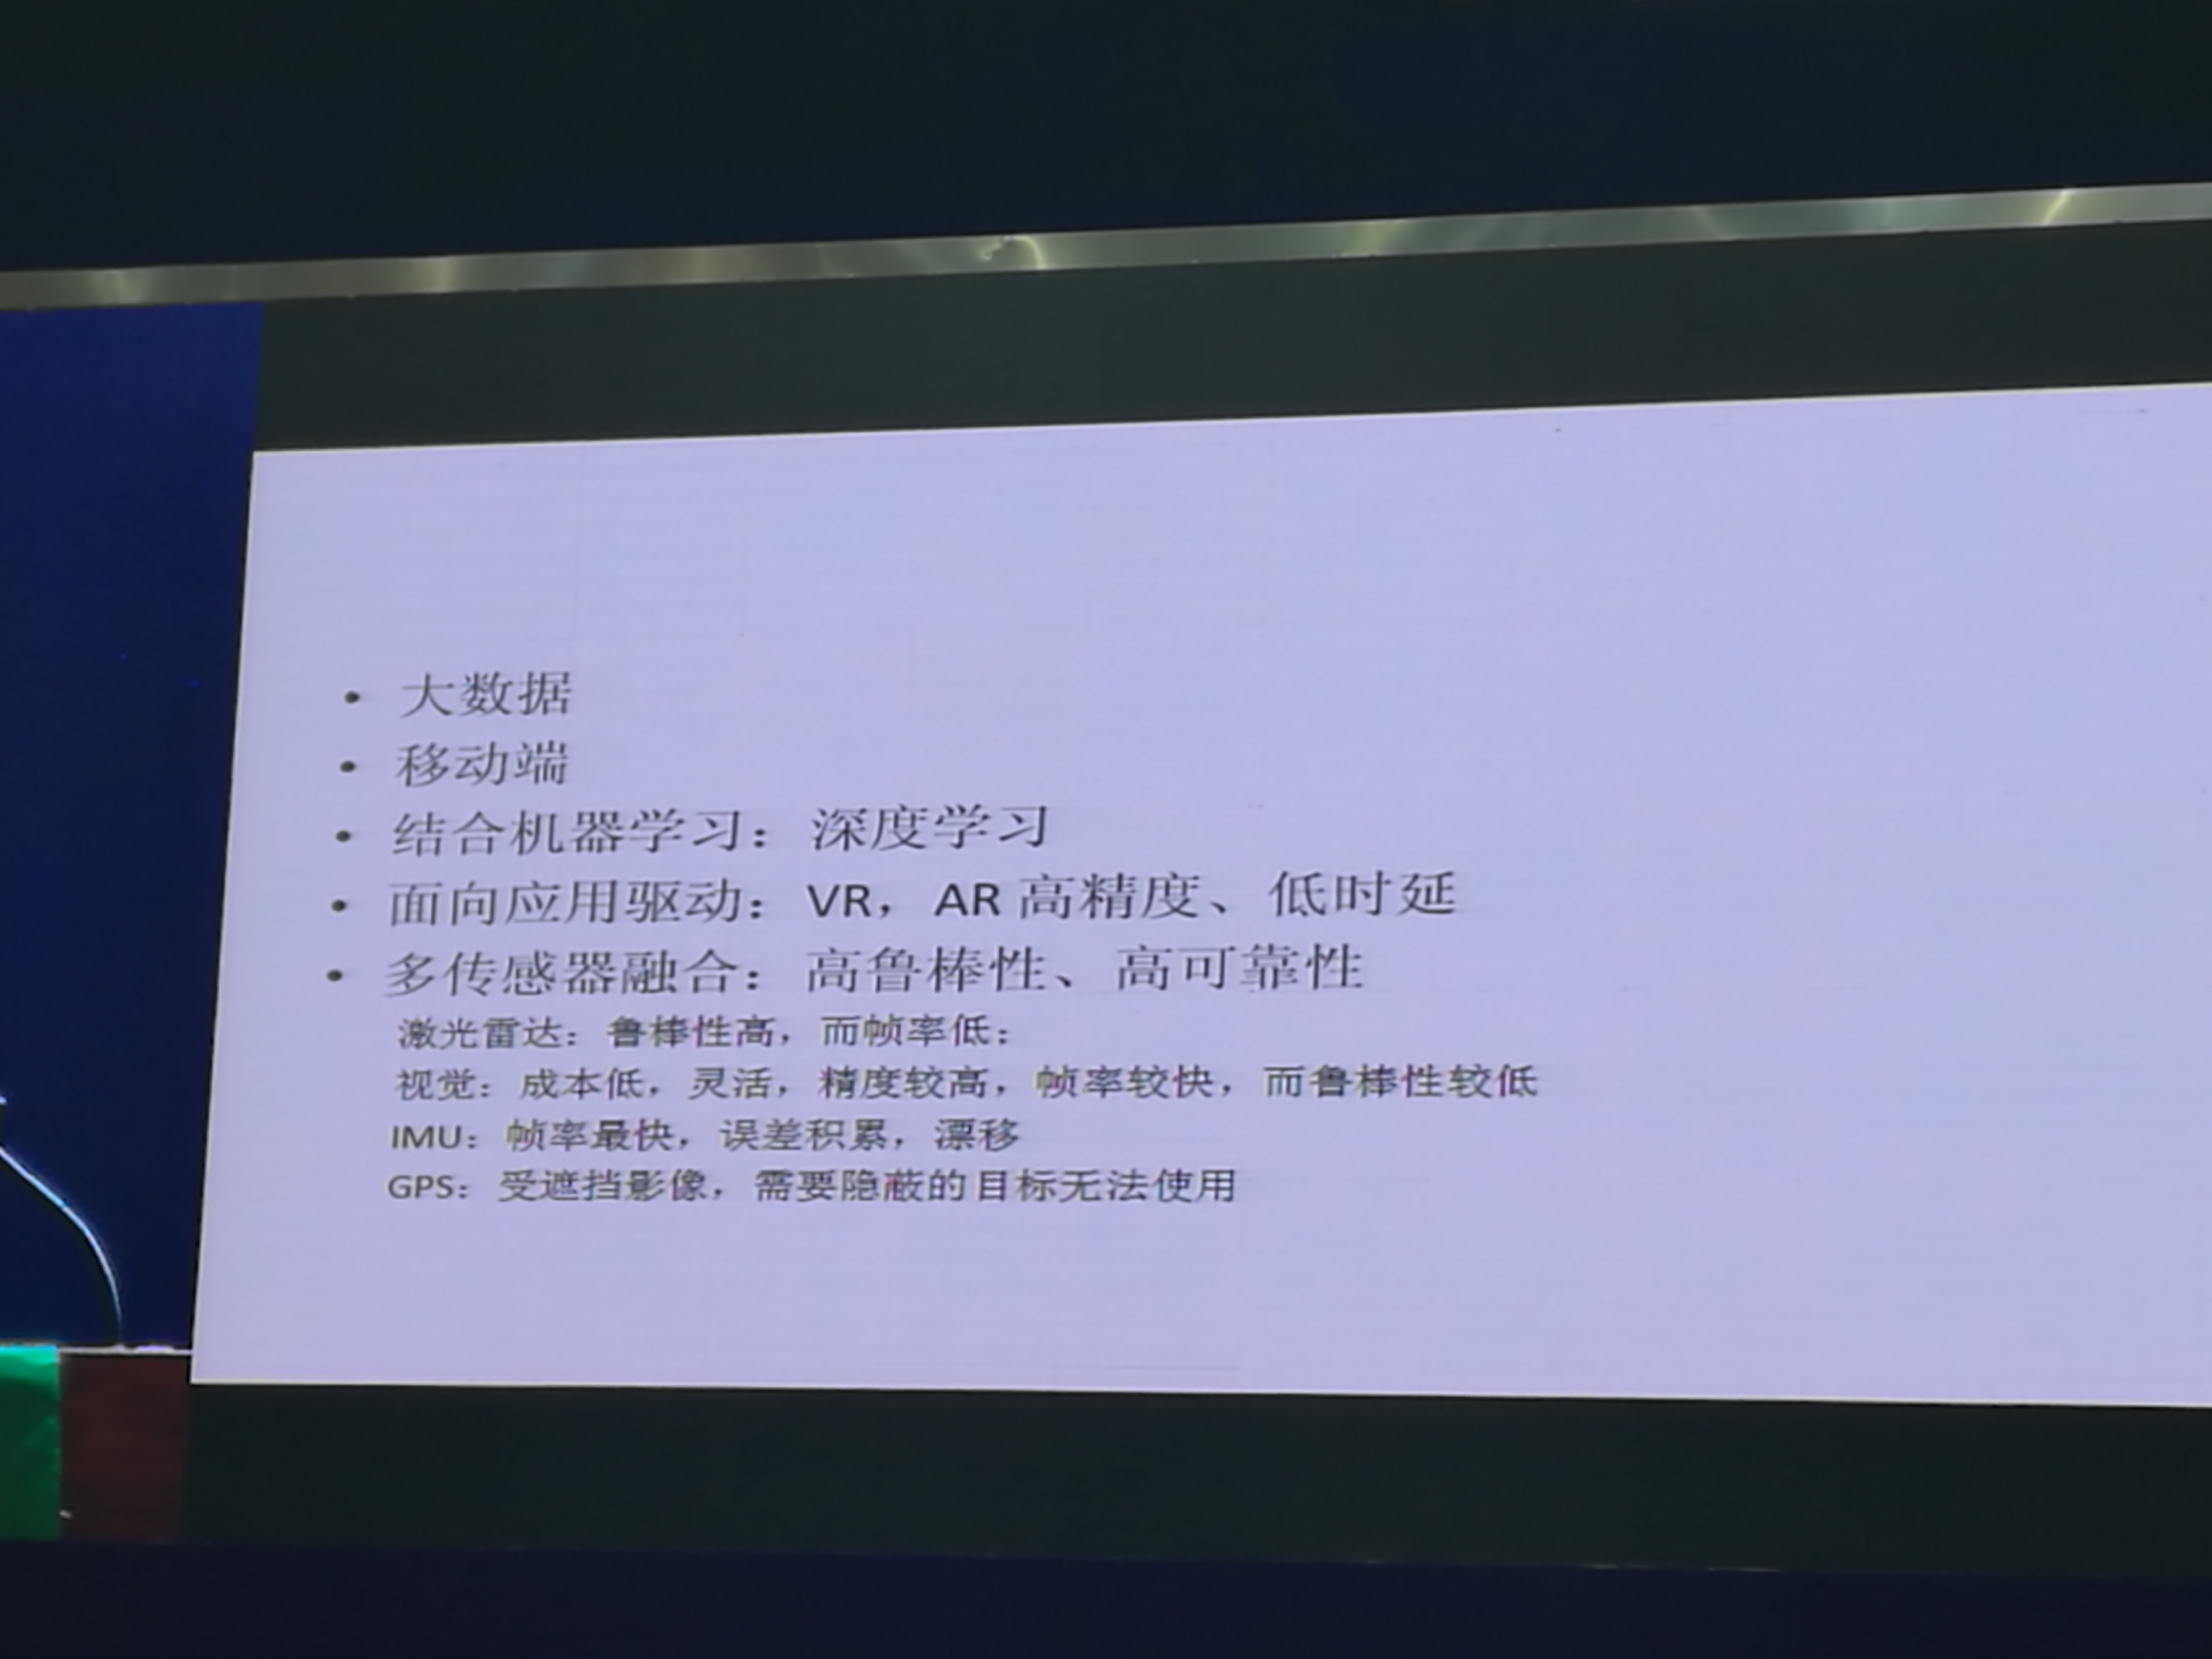 • 大数据
• 移动端
• 结合机器学习：深度学习
• 面向应用驱动：VR，AR 高精度、低时延
• 多传感器融合：高鲁棒性、高可靠性
激光雷达：鲁棒性高，而帧率低；
视觉：成本低，灵活，精度较高，帧率较快，而鲁棒性较低
IMU：帧率最快，误差积累，漂移
GPS：受遮挡影像，需要隐蔽的目标无法使用